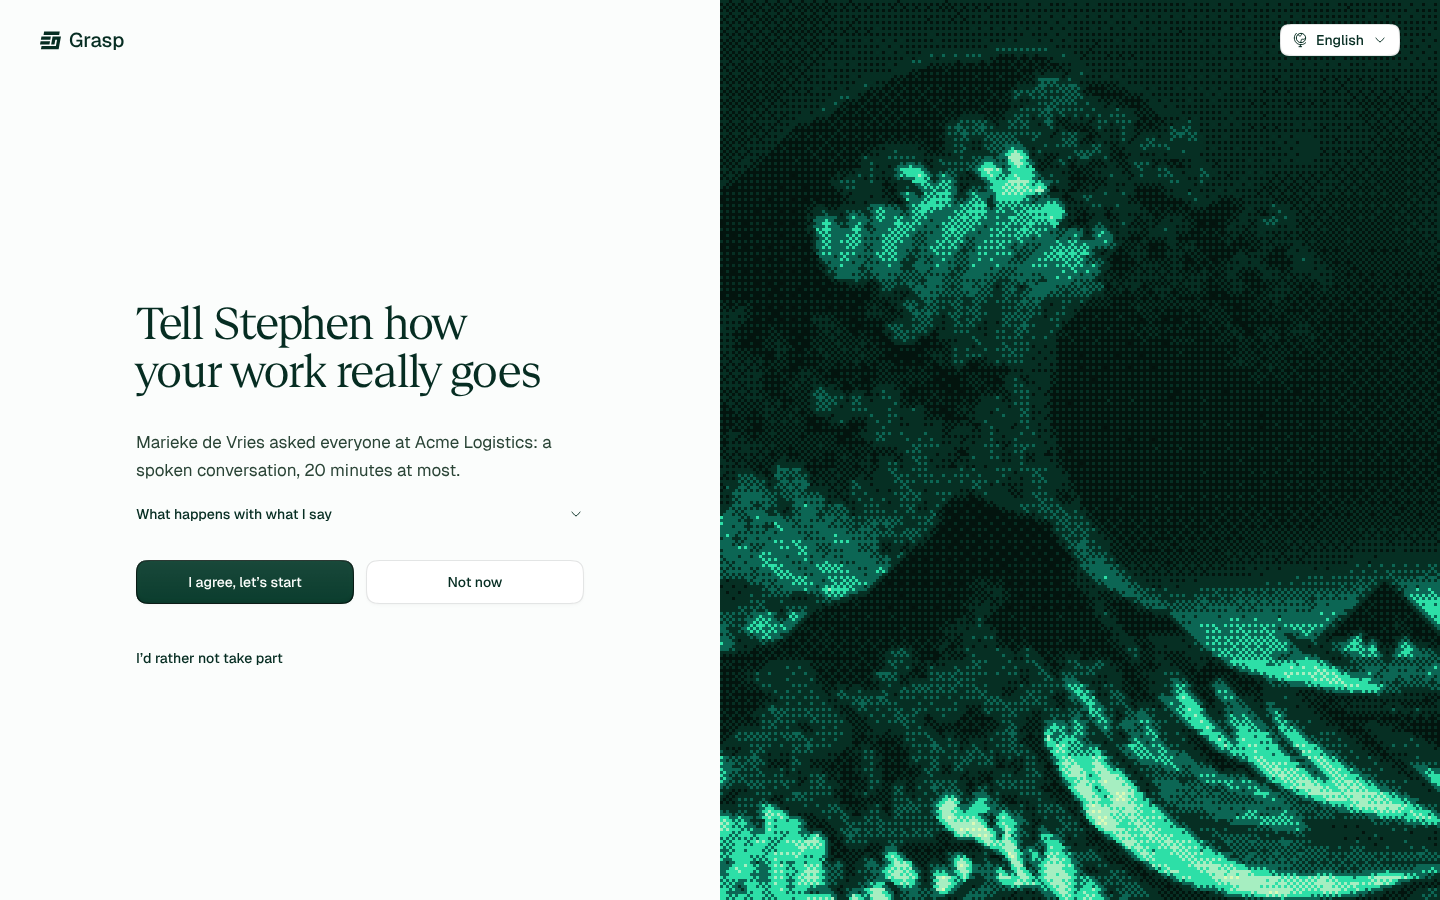 Grasp
English
Tell Stephen how
your work really goes
Marieke de Vries asked everyone at Acme Logistics: a
spoken conversation, 20 minutes at most.
What happens with what I say
I agree, let’s start
Not now
I’d rather not take part